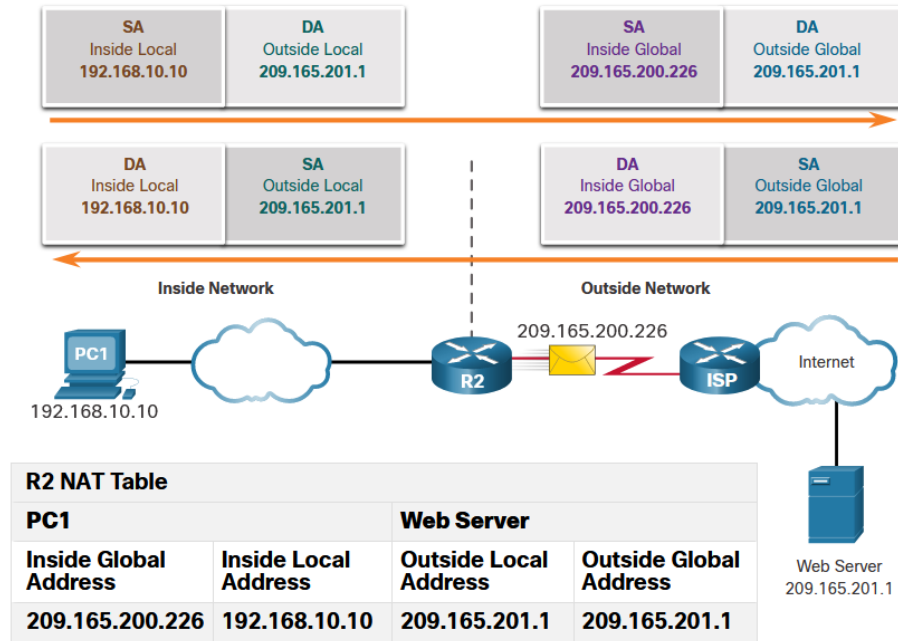 SA DA SA DA
Inside Local Outside Local Inside Global Outside Global
192.168.10.10 209.165.201.1 209.165.200.226 209.165.201.1
DA SA DA SA
Inside Local Outside Local Inside Global Outside Global
192.168.10.10 209.165.201.1 209.165.200.226 209.165.201.1
Inside Network Outside Network
209.165.200.226
PC1 R2 ISP Internet
192.168.10.10
R2 NAT Table
PC1 Web Server
Inside Global Address Inside Local Address Outside Local Address Outside Global Address
209.165.200.226 192.168.10.10 209.165.201.1 209.165.201.1
Web Server
209.165.201.1